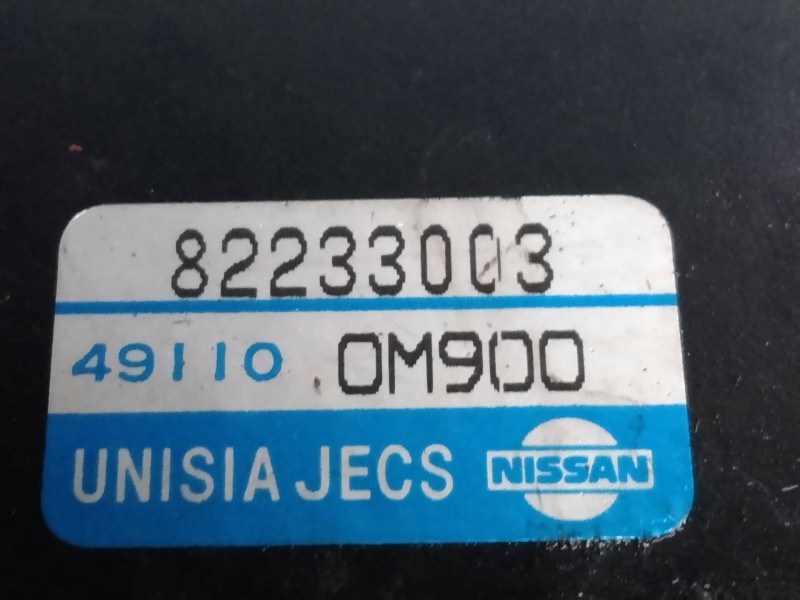 82233003
49110 0M900
UNISIA JECS NISSAN